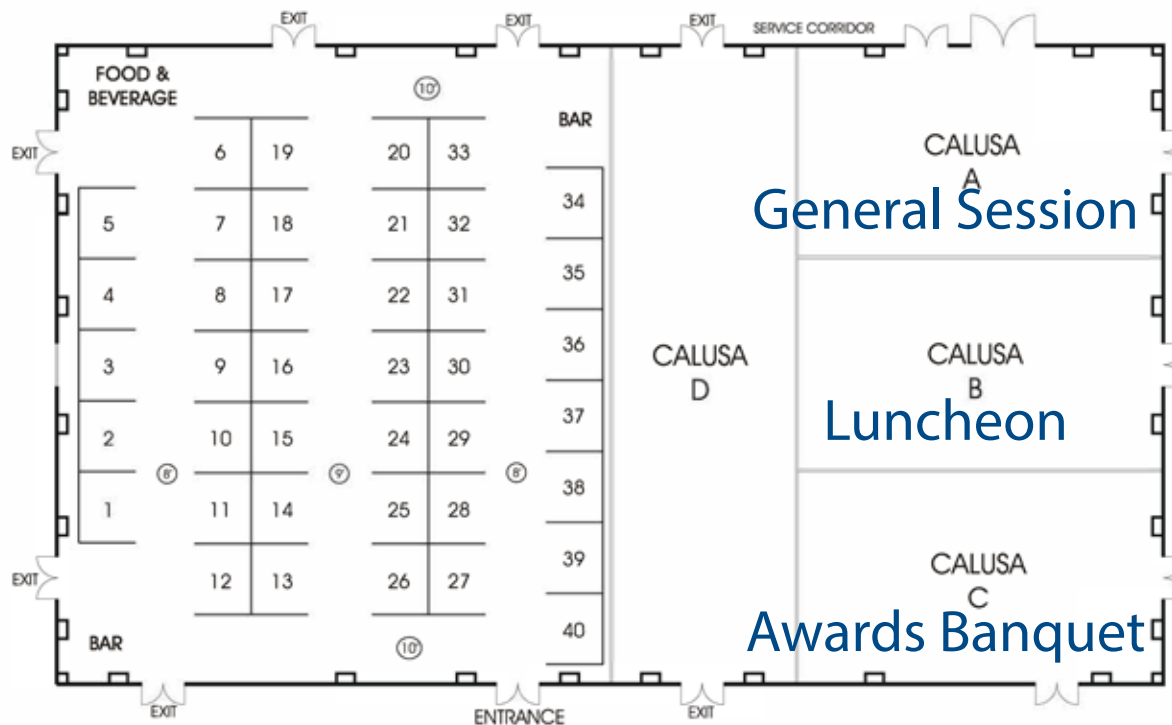 EXIT
EXIT
EXIT
SERVICE CORRIDOR
FOOD &
BEVERAGE
10'
BAR
EXIT
6 19 20 33
CALUSA
A
General Session
34
5 7 18 21 32
35
4 8 17 22 31
36
3 9 16 23 30
CALUSA
D
CALUSA
B
Luncheon
37
2 10 15 24 29
8' 9' 8'
38
1 11 14 25 28
39
CALUSA
C
EXIT
12 13 26 27
Awards Banquet
40
BAR
10'
EXIT
ENTRANCE
EXIT